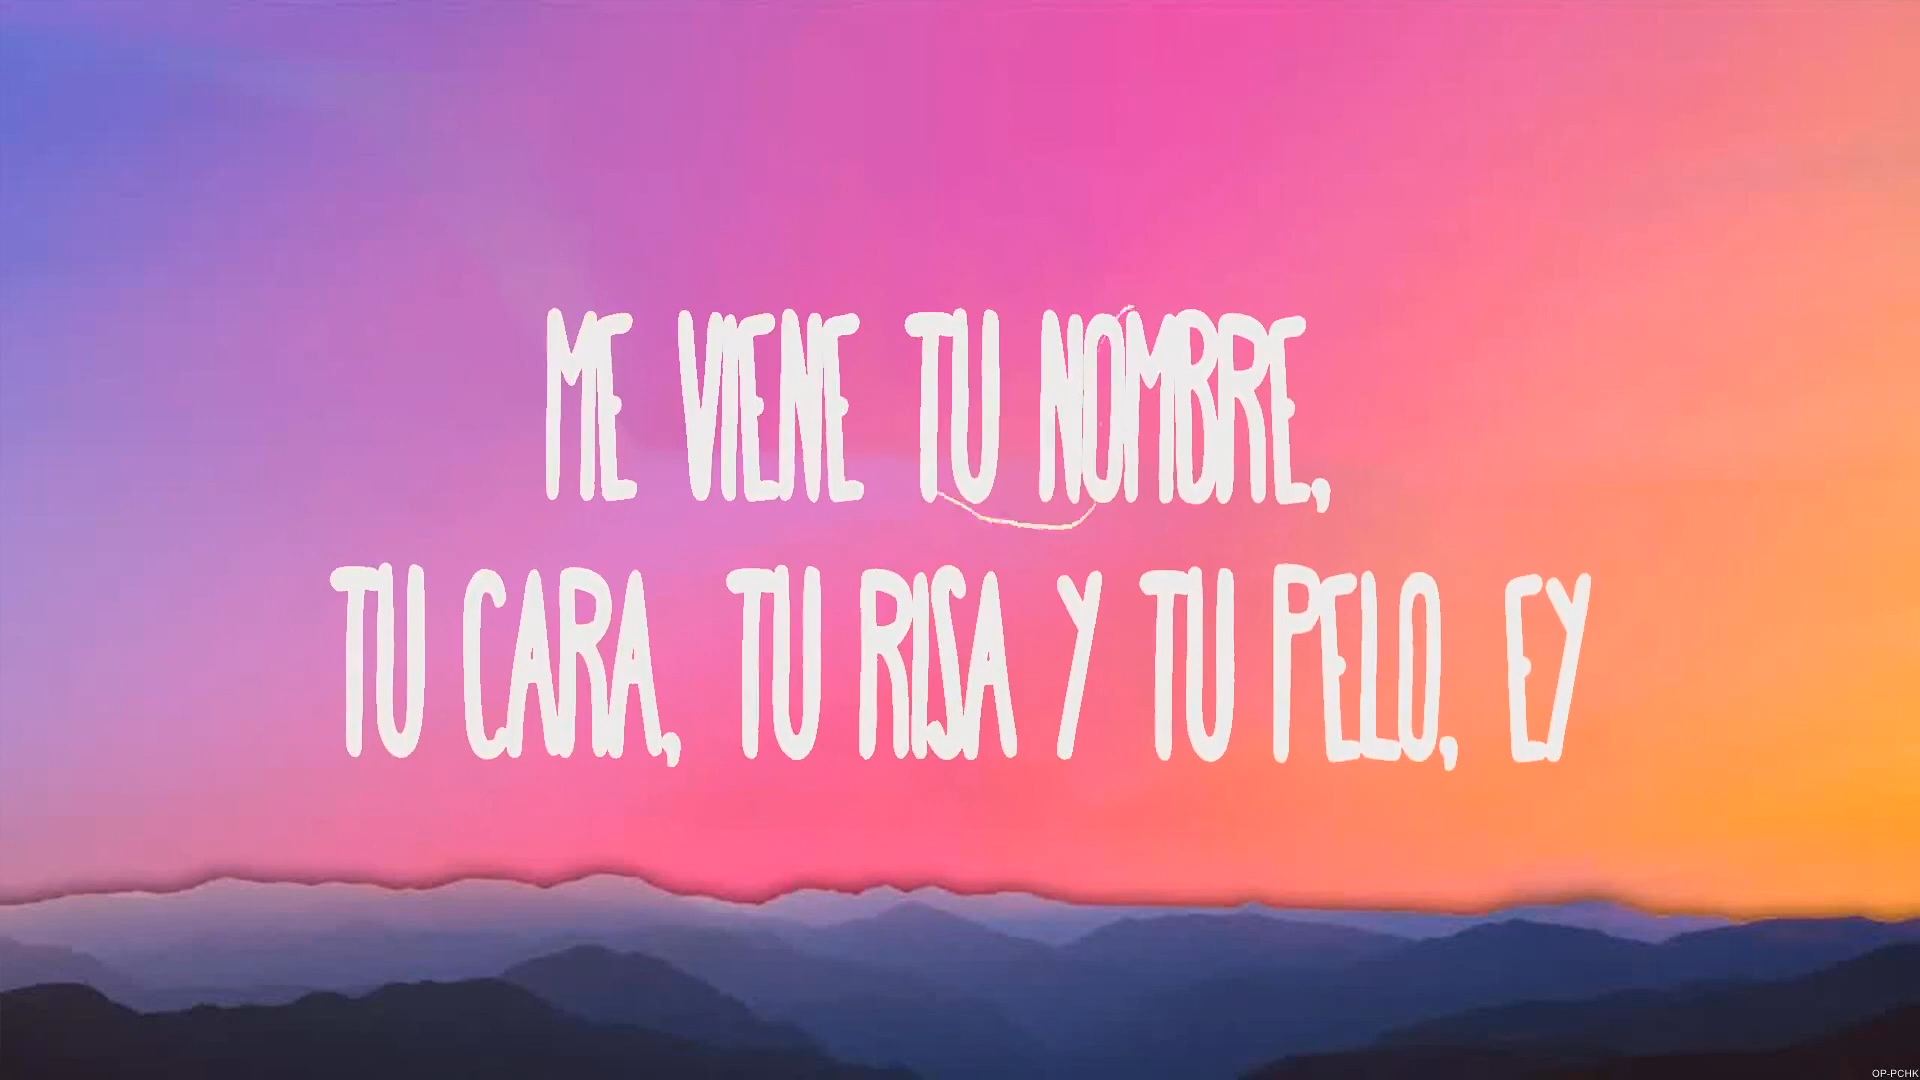 ME VIENE TU NOMBRE,
TU CARA, TU RISA Y TU PELO, EY
OP-PCHK